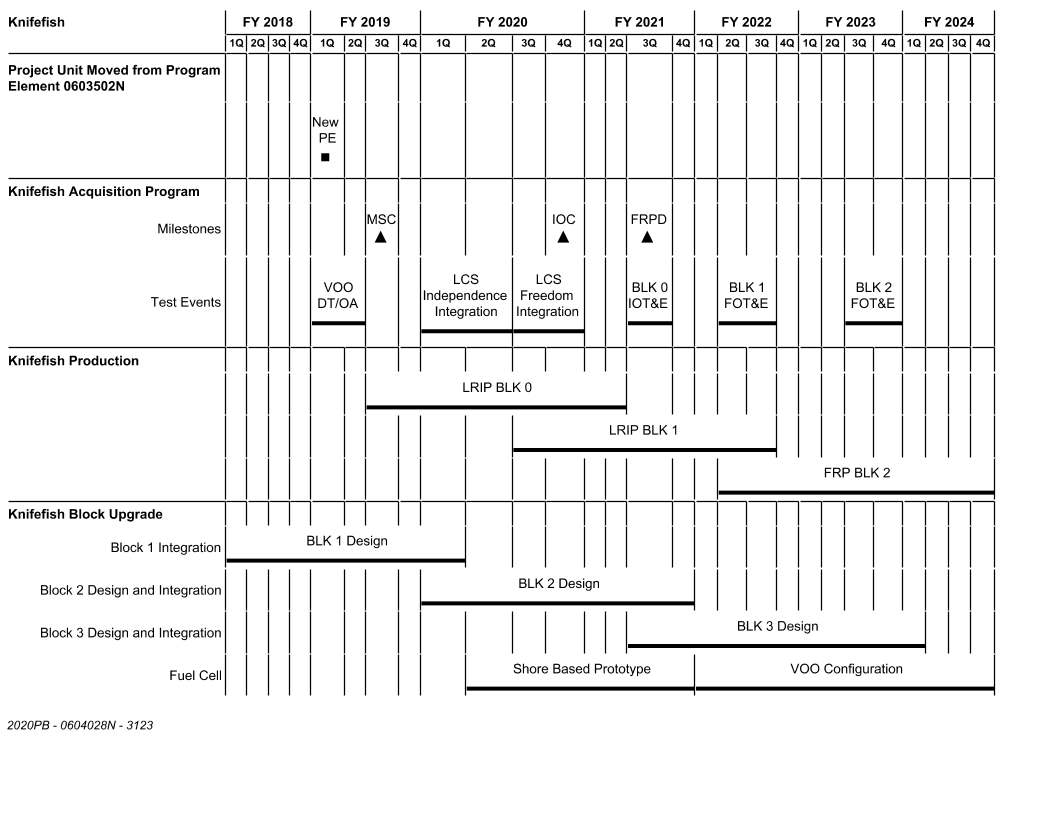 Knifefish FY 2018 FY 2019 FY 2020 FY 2021 FY 2022 FY 2023 FY 2024
1Q 2Q 3Q 4Q 1Q 2Q 3Q 4Q 1Q 2Q 3Q 4Q 1Q 2Q 3Q 4Q 1Q 2Q 3Q 4Q 1Q 2Q 3Q 4Q 1Q 2Q 3Q 4Q
Project Unit Moved from Program
Element 0603502N
New
PE
Knifefish Acquisition Program
Milestones
MSC
IOC
FRPD
Test Events
VOO
DT/OA
LCS
Independence
Integration
LCS
Freedom
Integration
BLK 0
IOT&E
BLK 1
FOT&E
BLK 2
FOT&E
Knifefish Production
LRIP BLK 0
LRIP BLK 1
FRP BLK 2
Knifefish Block Upgrade
Block 1 Integration
BLK 1 Design
Block 2 Design and Integration
BLK 2 Design
Block 3 Design and Integration
BLK 3 Design
Fuel Cell
Shore Based Prototype
VOO Configuration
2020PB - 0604028N - 3123